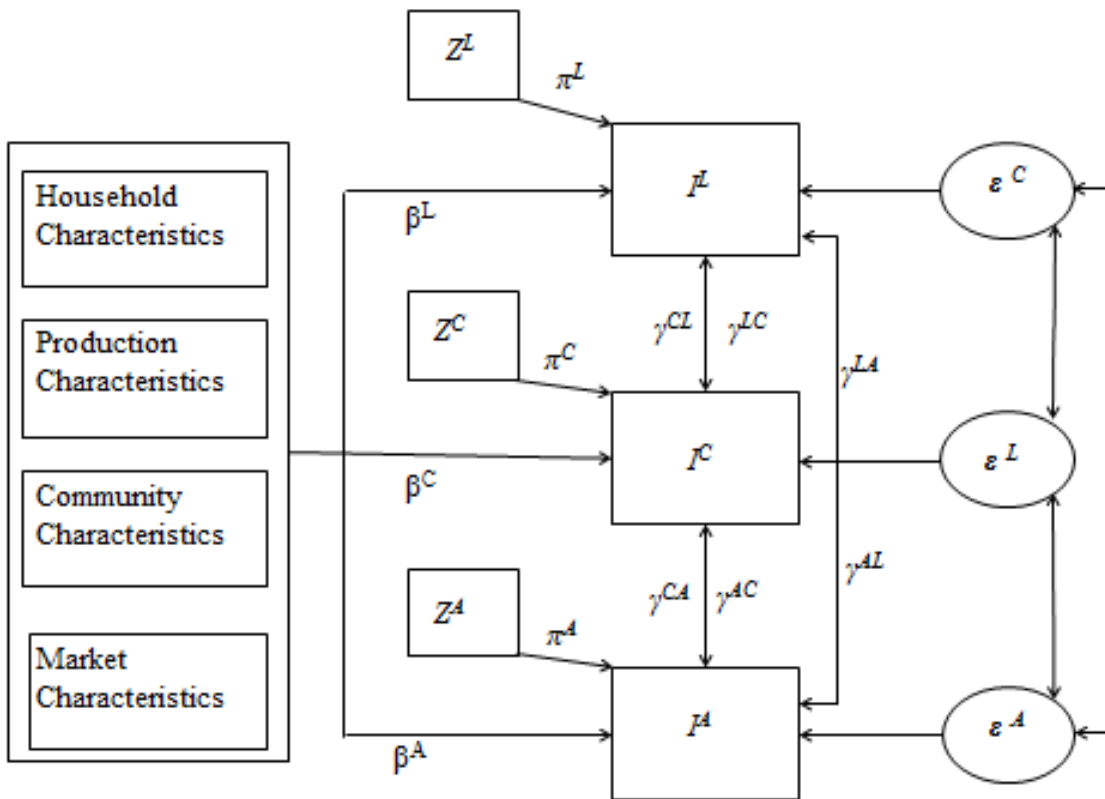 Z^L
π^L
Household
Characteristics
I^L
ε^C
β^L
Production
Characteristics
Z^C
π^C
γ^CL
γ^LC
γ^LA
Community
Characteristics
I^C
ε^L
β^C
Z^A
π^A
γ^CA
γ^AC
γ^AL
Market
Characteristics
I^A
ε^A
β^A